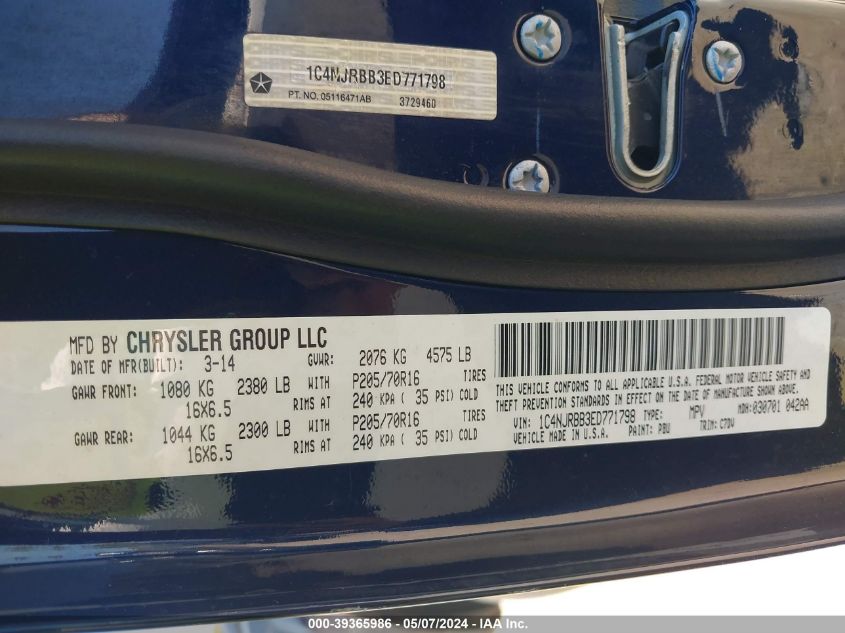 1C4NJRBB3ED771798
PT. NO. 05116471AB 3729460
MFD BY CHRYSLER GROUP LLC
DATE OF MFR(BUILT): 3-14 GVWR: 2076 KG 4575 LB
GAWR FRONT: 1080 KG 2380 LB WITH P205/70R16 TIRES
16X6.5 RIMS AT 240 KPA ( 35 PSI) COLD
GAWR REAR: 1044 KG 2300 LB WITH P205/70R16 TIRES
16X6.5 RIMS AT 240 KPA ( 35 PSI) COLD
THIS VEHICLE CONFORMS TO ALL APPLICABLE U.S.A. FEDERAL MOTOR VEHICLE SAFETY AND
THEFT PREVENTION STANDARDS IN EFFECT ON THE DATE OF MANUFACTURE SHOWN ABOVE.
VIN: 1C4NJRBB3ED771798 TYPE: MPV MDH: 030701 042AA
VEHICLE MADE IN U.S.A. PAINT: PBU TRIM: C7DV
000-39365986 - 05/07/2024 - IAA Inc.